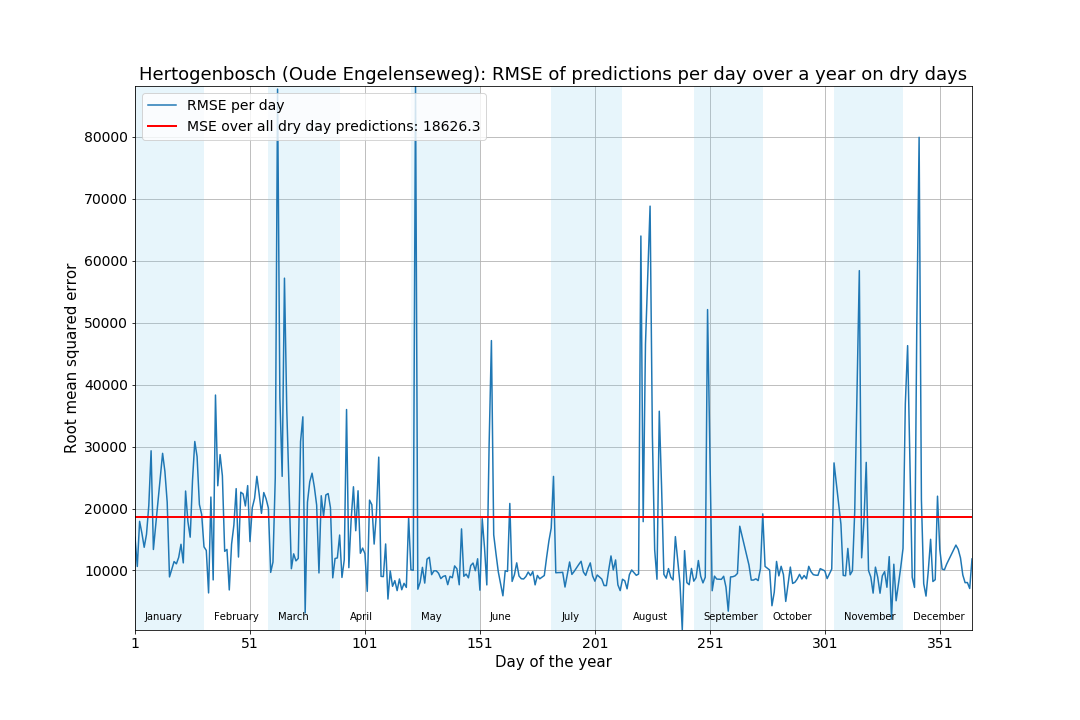 Hertogenbosch (Oude Engelenseweg): RMSE of predictions per day over a year on dry days
RMSE per day
MSE over all dry day predictions: 18626.3
Root mean squared error
80000
70000
60000
50000
40000
30000
20000
10000
January February March April May June July August September October November December
1 51 101 151 201 251 301 351
Day of the year